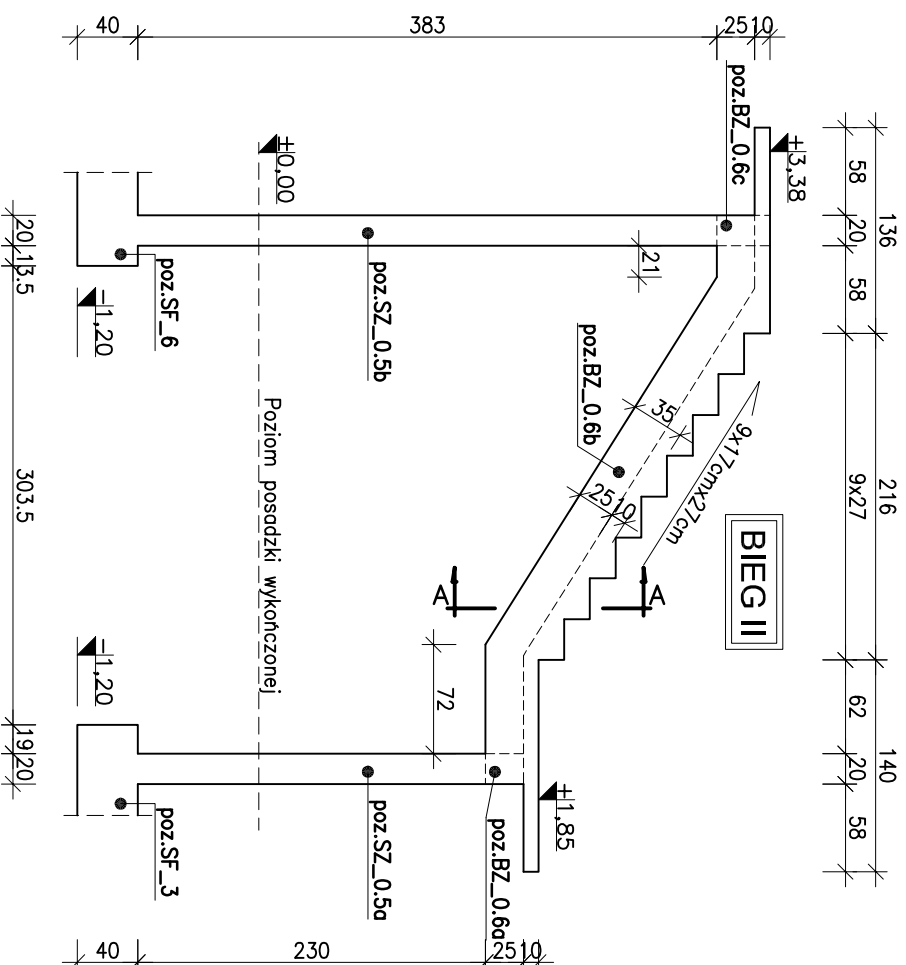 40
383
25
10
poz.BZ_0.6c
+3,38
58
20
58
136
9x27
216
62
20
58
140
±0,00
20
13.5
poz.SF_6
-1,20
poz.SZ_0.5b
21
poz.BZ_0.6b
35
25
10
9x17cmx27cm
BIEG II
A
A
Poziom posadzki wykończonej
303.5
-1,20
72
19
20
+1,85
poz.SF_3
poz.SZ_0.5a
poz.BZ_0.6a
40
230
25
10